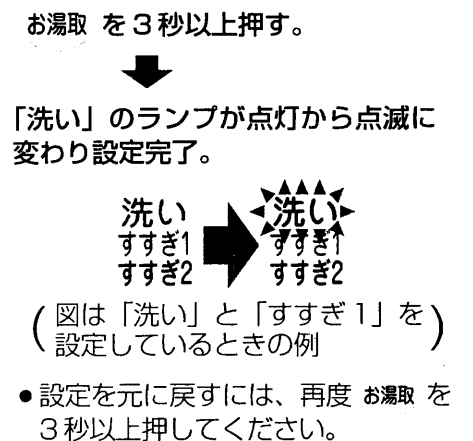 お湯取 を３秒以上押す。
「洗い」のランプが点灯から点滅に
変わり設定完了。
洗い 洗い
すすぎ1 すすぎ1
すすぎ2 すすぎ2
(図は「洗い」と「すすぎ１」を
設定しているときの例)
●設定を元に戻すには、再度 お湯取 を
３秒以上押してください。